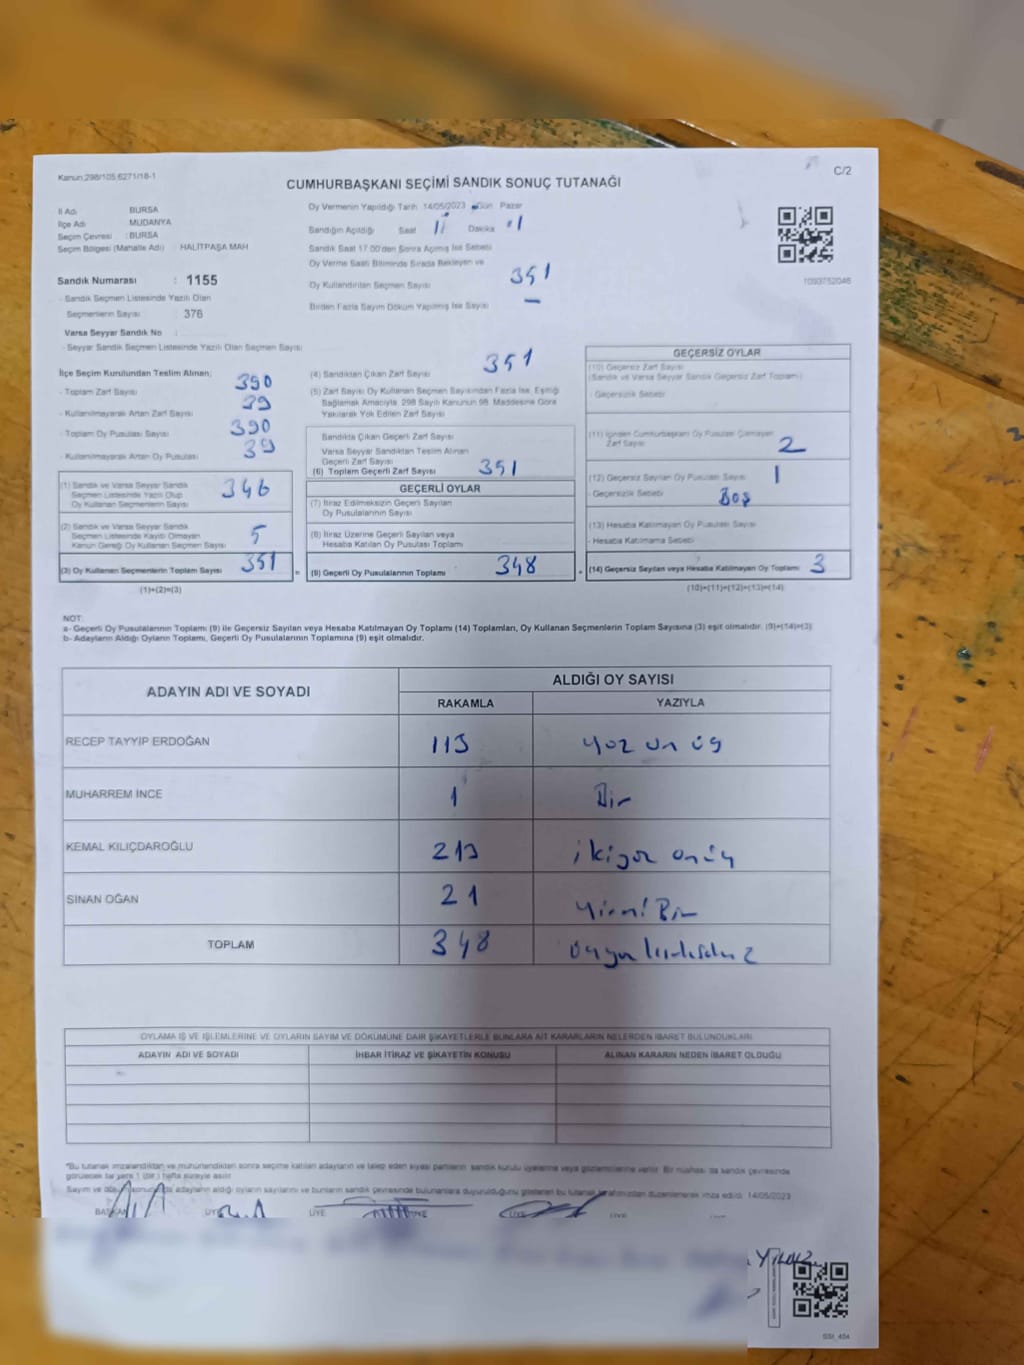 Kanun;298/105,6271/18-1
C/2
CUMHURBAŞKANI SEÇİMİ SANDIK SONUÇ TUTANAĞI
İl Adı BURSA
İlçe Adı MUDANYA
Seçim Çevresi : BURSA
Seçim Bölgesi (Mahalle Adı) : HALİTPAŞA MAH
Sandık Numarası : 1155
- Sandık Seçmen Listesinde Yazılı Olan
Seçmenlerin Sayısı : 376
Varsa Seyyar Sandık No :
- Seyyar Sandık Seçmen Listesinde Yazılı Olan Seçmen Sayısı
Oy Vermenin Yapıldığı Tarih 14/05/2023 Gün Pazar
Sandığın Açıldığı Saat Dakika
Sandık Saat 17.00'den Sonra Açılmış İse Sebebi
Oy Verme Saati Bitiminde Sırada Bekleyen ve
Oy Kullandırılan Seçmen Sayısı 351
Birden Fazla Sayım Döküm Yapılmış İse Sayısı —
1093752046
İlçe Seçim Kurulundan Teslim Alınan;
- Toplam Zarf Sayısı 390
- Kullanılmayarak Artan Zarf Sayısı 39
- Toplam Oy Pusulası Sayısı 390
- Kullanılmayarak Artan Oy Pusulası 39
(1) Sandık ve Varsa Seyyar Sandık
Seçmen Listesinde Yazılı Olup
Oy Kullanan Seçmen Sayısı 346
(2) Sandık ve Varsa Seyyar Sandık
Seçmen Listesinde Kayıtlı Olmayan
Kanun Gereği Oy Kullanan Seçmen Sayısı 5
(3) Oy Kullanan Seçmenlerin Toplam Sayısı 351
(1)+(2)=(3)
(4) Sandıktan Çıkan Zarf Sayısı 351
(5) Zarf Sayısı Oy Kullanan Seçmen Sayısından Fazla İse, Eşitliği
Sağlamak Amacıyla, 298 Sayılı Kanunun 98. Maddesine Göre
Yakılarak Yok Edilen Zarf Sayısı
Sandıkta Çıkan Geçerli Zarf Sayısı
Varsa Seyyar Sandıktan Teslim Alınan
Geçerli Zarf Sayısı
(6) Toplam Geçerli Zarf Sayısı 351
GEÇERLİ OYLAR
(7) İtiraz Edilmeksizin Geçerli Sayılan
Oy Pusulalarının Sayısı
(8) İtiraz Üzerine Geçerli Sayılan veya
Hesaba Katılan Oy Pusulası Toplamı
(9) Geçerli Oy Pusulalarının Toplamı 348
GEÇERSİZ OYLAR
(10) Geçersiz Zarf Sayısı
(Sandık ve Varsa Seyyar Sandık Geçersiz Zarf Toplamı)
- Geçersizlik Sebebi
(11) İçinden Cumhurbaşkanı Oy Pusulası Çıkmayan
Zarf Sayısı 2
(12) Geçersiz Sayılan Oy Pusulası Sayısı 1
- Geçersizlik Sebebi Boş
(13) Hesaba Katılmayan Oy Pusulası Sayısı
- Hesaba Katılmama Sebebi
(14) Geçersiz Sayılan veya Hesaba Katılmayan Oy Toplamı 3
(10)+(11)+(12)+(13)=(14)
NOT:
a- Geçerli Oy Pusulalarının Toplamı (9) ile Geçersiz Sayılan veya Hesaba Katılmayan Oy Toplamı (14) Toplamları, Oy Kullanan Seçmenlerin Toplam Sayısına (3) eşit olmalıdır. (9)+(14)=(3)
b- Adayların Aldığı Oyların Toplamı, Geçerli Oy Pusulalarının Toplamına (9) eşit olmalıdır.
ADAYIN ADI VE SOYADI
ALDIĞI OY SAYISI
RAKAMLA YAZIYLA
RECEP TAYYİP ERDOĞAN 113 yüz on üç
MUHARREM İNCE 1 Bir
KEMAL KILIÇDAROĞLU 213 iki yüz on üç
SİNAN OĞAN 21 Yirmi Bir
TOPLAM 348
OYLAMA İŞ VE İŞLEMLERİNE VE OYLARIN SAYIM VE DÖKÜMÜNE DAİR ŞİKAYETLERLE BUNLARA AİT KARARLARIN NELERDEN İBARET BULUNDUKLARI
ADAYIN ADI VE SOYADI İHBAR İTİRAZ VE ŞİKAYETİN KONUSU ALINAN KARARIN NEDEN İBARET OLDUĞU
*Bu tutanak imzalandıktan ve mühürlendikten sonra seçime katılan adayların ve talep eden siyasi partilerin sandık kurulu üyelerine veya gözlemcilerine verilir. Bir nüshası da sandık çevresinde
görülecek bir yere 1 (bir) hafta süreyle asılır.
Sayım ve döküm sonucunda adayların aldığı oyların sayılarını ve bunların sandık çevresinde bulunanlara duyurulduğunu gösteren bu tutanak tarafımızdan düzenlenerek imza edildi. 14/05/2023
BAŞKAN ÜYE ÜYE ÜYE ÜYE ÜYE
YILDIZ